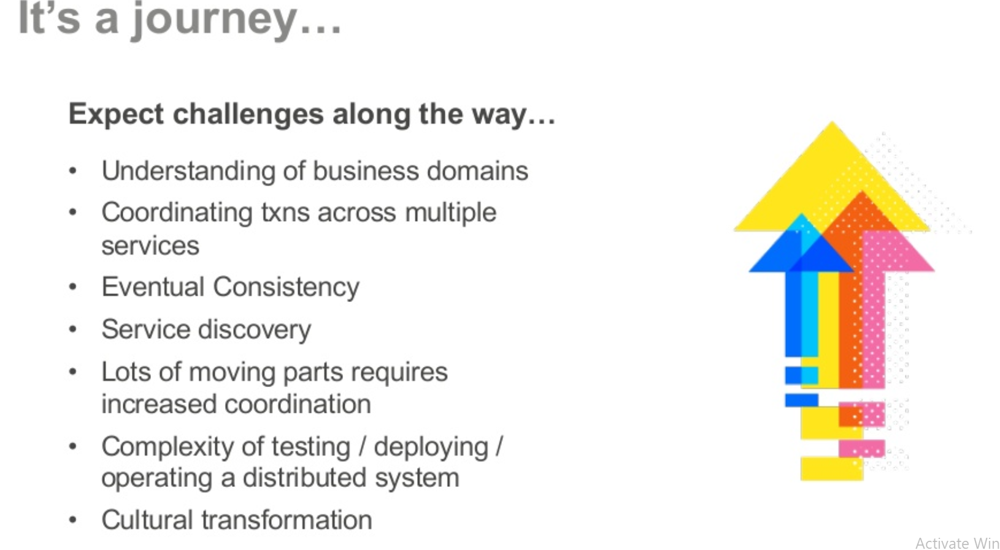 It’s a journey…
Expect challenges along the way…
• Understanding of business domains
• Coordinating txns across multiple
services
• Eventual Consistency
• Service discovery
• Lots of moving parts requires
increased coordination
• Complexity of testing / deploying /
operating a distributed system
• Cultural transformation
Activate Win